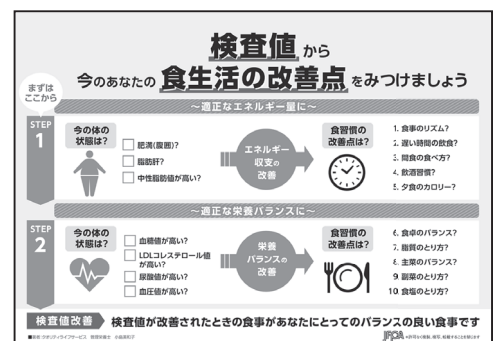 検査値から
今のあなたの食生活の改善点をみつけましょう
まずは
ここから
～適正なエネルギー量に～
STEP
1
今の体の
状態は?
肥満(腹囲)?
脂肪肝?
中性脂肪値が高い?
エネルギー
収支の
改善
食習慣の
改善点は?
1. 食事のリズム?
2. 遅い時間の飲食?
3. 間食の食べ方?
4. 飲酒習慣?
5. 夕食のカロリー?
～適正な栄養バランスに～
STEP
2
今の体の
状態は?
血糖値が高い?
LDLコレステロール値
が高い?
尿酸値が高い?
血圧値が高い?
栄養
バランスの
改善
食習慣の
改善点は?
6. 食卓のバランス?
7. 脂質のとり方?
8. 主菜のバランス?
9 副菜のとり方?
10. 食塩のとり方?
検査値改善
検査値が改善されたときの食事があなたにとってのバランスの良い食事です